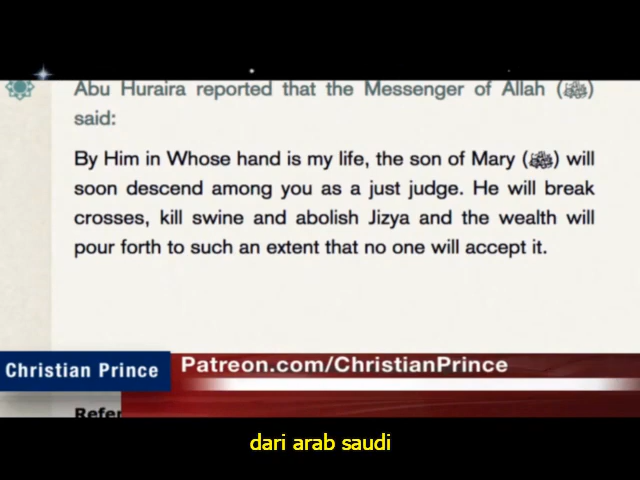 Abu Huraira reported that the Messenger of Allah (ﷺ)
said:
By Him in Whose hand is my life, the son of Mary (ﷺ) will
soon descend among you as a just judge. He will break
crosses, kill swine and abolish Jizya and the wealth will
pour forth to such an extent that no one will accept it.
Christian Prince
Patreon.com/ChristianPrince
dari arab saudi